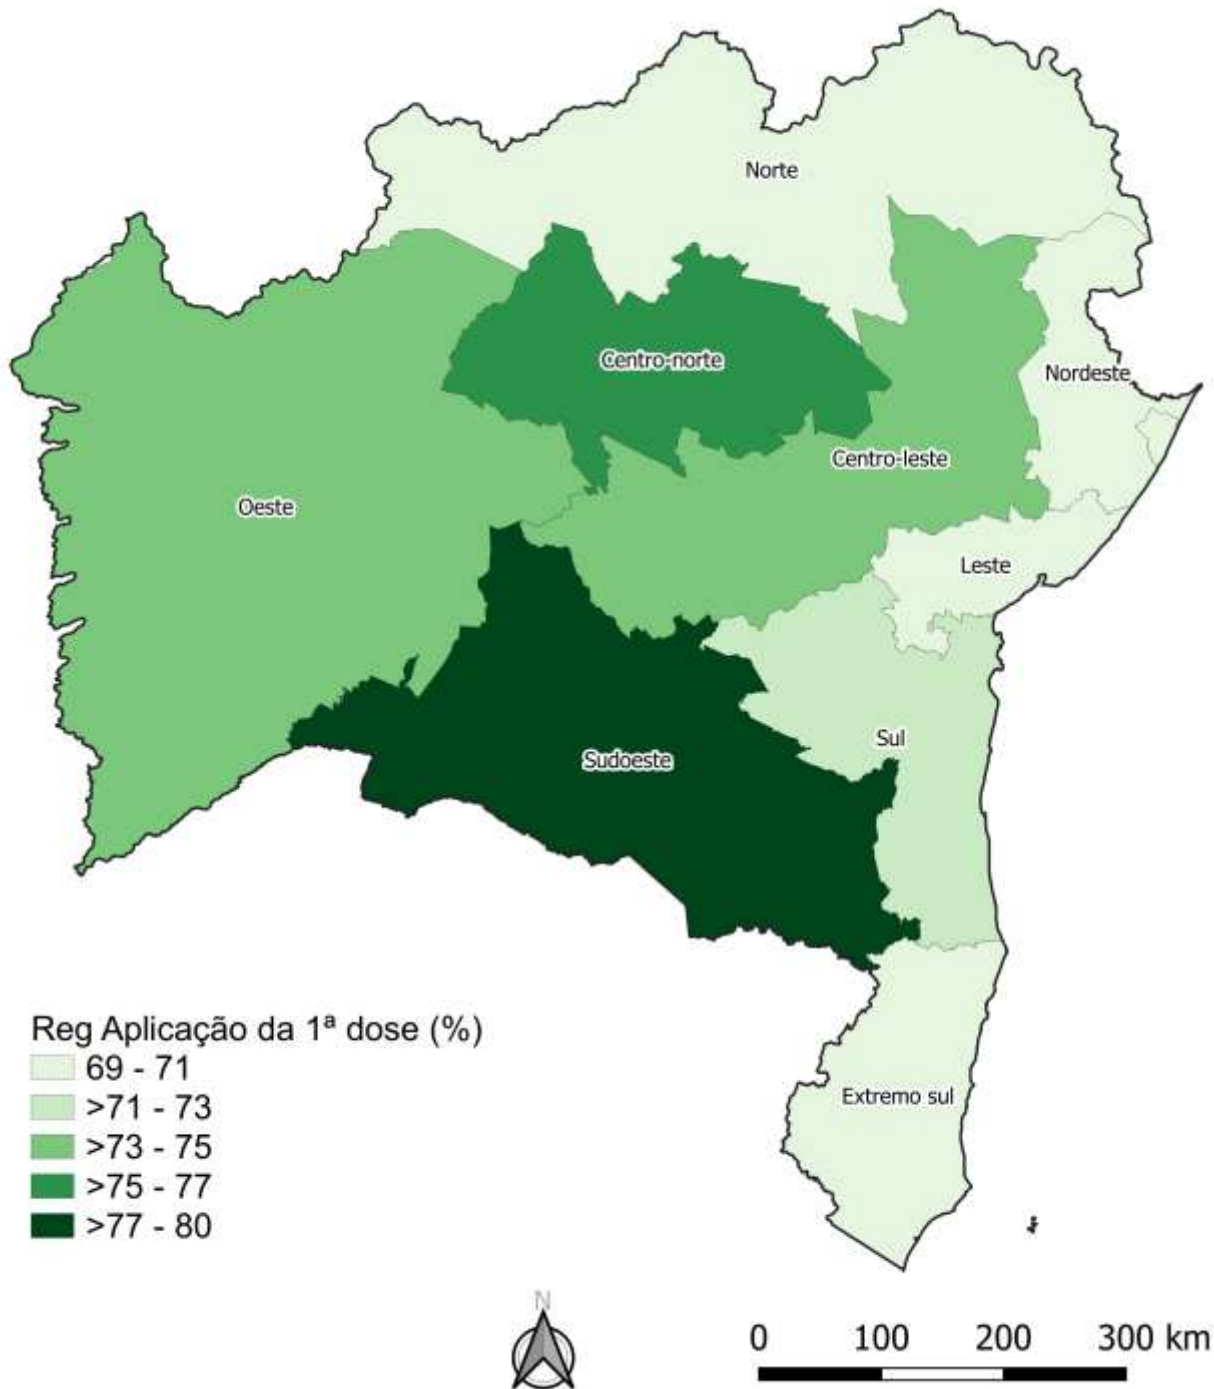 Norte
Centro-norte
Nordeste
Centro-leste
Oeste
Leste
Sul
Sudoeste
Extremo sul
Reg Aplicação da 1ª dose (%)
69 - 71
>71 - 73
>73 - 75
>75 - 77
>77 - 80
N
0 100 200 300 km